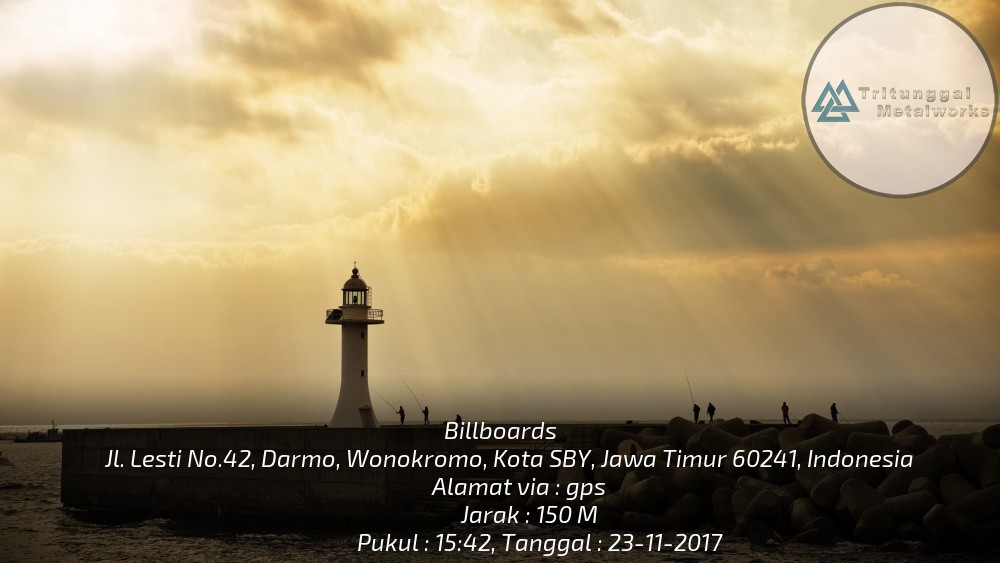 Tritunggal
Metalworks
Billboards
Jl. Lesti No.42, Darmo, Wonokromo, Kota SBY, Jawa Timur 60241, Indonesia
Alamat via : gps
Jarak : 150 M
Pukul : 15:42, Tanggal : 23-11-2017